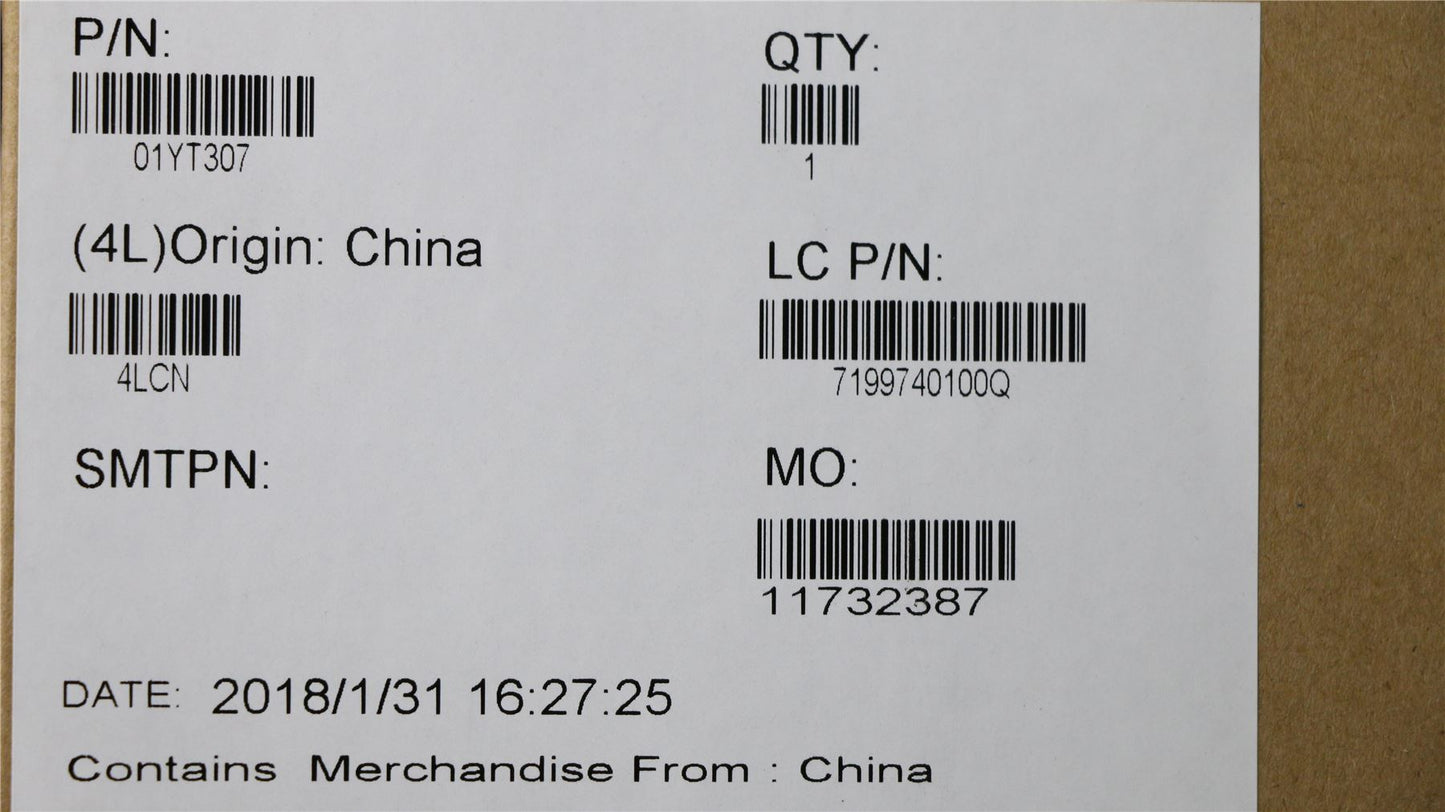 P/N:
01YT307
QTY:
1
(4L)Origin: China
4LCN
LC P/N:
7199740100Q
SMTPN:
MO:
11732387
DATE: 2018/1/31 16:27:25
Contains Merchandise From : China